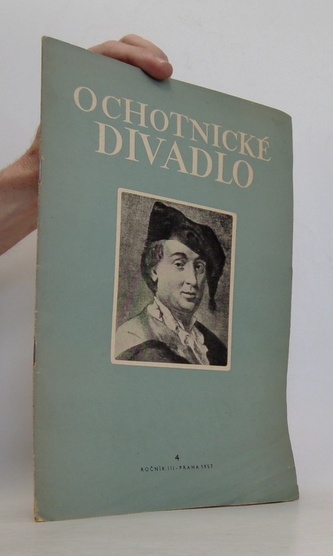 OCHOTNICKÉ
DIVADLO
4
ROČNÍK III – PRAHA 1957